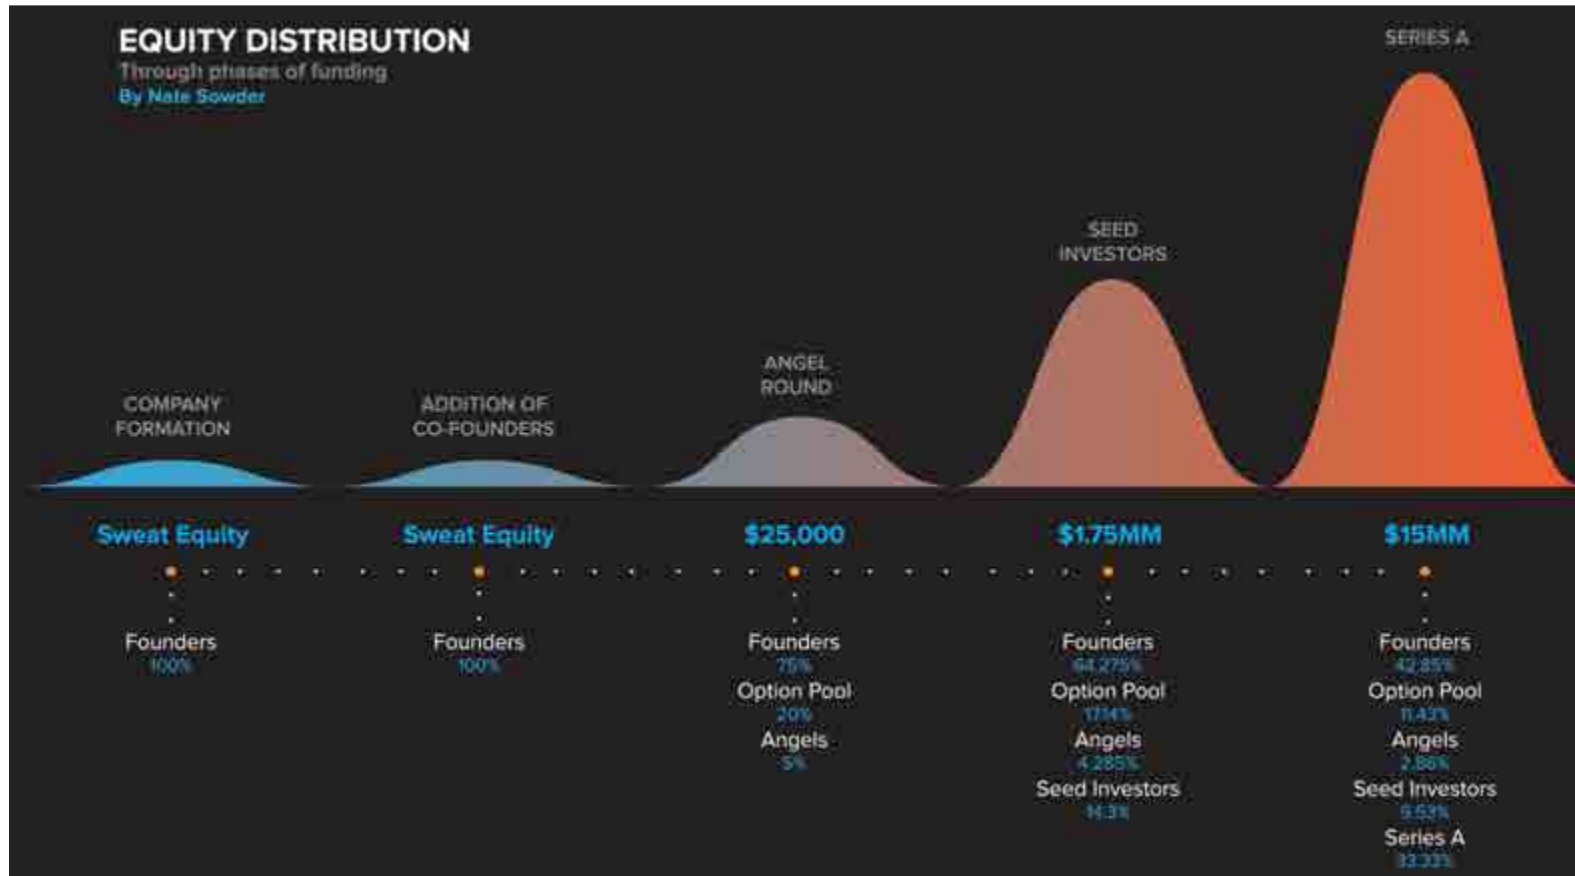 EQUITY DISTRIBUTION
Through phases of funding
By Nate Sowder
COMPANY
FORMATION
ADDITION OF
CO-FOUNDERS
ANGEL
ROUND
SEED
INVESTORS
SERIES A
Sweat Equity
Founders
100%
Sweat Equity
Founders
100%
$25,000
Founders
75%
Option Pool
20%
Angels
5%
$1.75MM
Founders
64.275%
Option Pool
17.14%
Angels
4.285%
Seed Investors
14.3%
$15MM
Founders
42.85%
Option Pool
11.43%
Angels
2.86%
Seed Investors
9.53%
Series A
33.33%